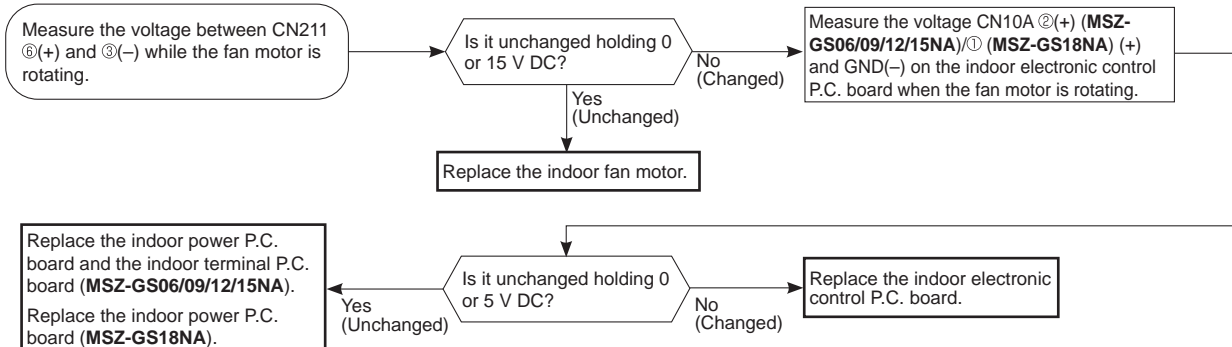 Measure the voltage between CN211
⑥(+) and ③(–) while the fan motor is
rotating.
Is it unchanged holding 0
or 15 V DC?
No
(Changed)
Measure the voltage CN10A ②(+) (MSZ-
GS06/09/12/15NA)/① (MSZ-GS18NA) (+)
and GND(–) on the indoor electronic control
P.C. board when the fan motor is rotating.
Yes
(Unchanged)
Replace the indoor fan motor.
Replace the indoor power P.C.
board and the indoor terminal P.C.
board (MSZ-GS06/09/12/15NA).
Replace the indoor power P.C.
board (MSZ-GS18NA).
Yes
(Unchanged)
Is it unchanged holding 0
or 5 V DC?
No
(Changed)
Replace the indoor electronic
control P.C. board.